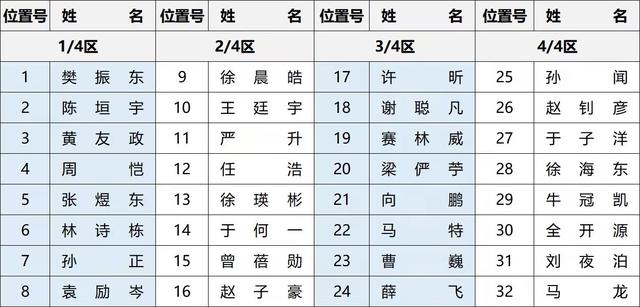 位置号 姓 名 位置号 姓 名 位置号 姓 名 位置号 姓 名
1/4区 2/4区 3/4区 4/4区
1 樊振东 9 徐晨皓 17 许昕 25 孙闻
2 陈垣宇 10 王廷宇 18 谢聪凡 26 赵钊彦
3 黄友政 11 严升 19 赛林威 27 于子洋
4 周恺 12 任浩 20 梁俨苧 28 徐海东
5 张煜东 13 徐瑛彬 21 向鹏 29 牛冠凯
6 林诗栋 14 于何一 22 马特 30 全开源
7 孙正 15 曾蓓勋 23 曹巍 31 刘夜泊
8 袁励岑 16 赵子豪 24 薛飞 32 马龙